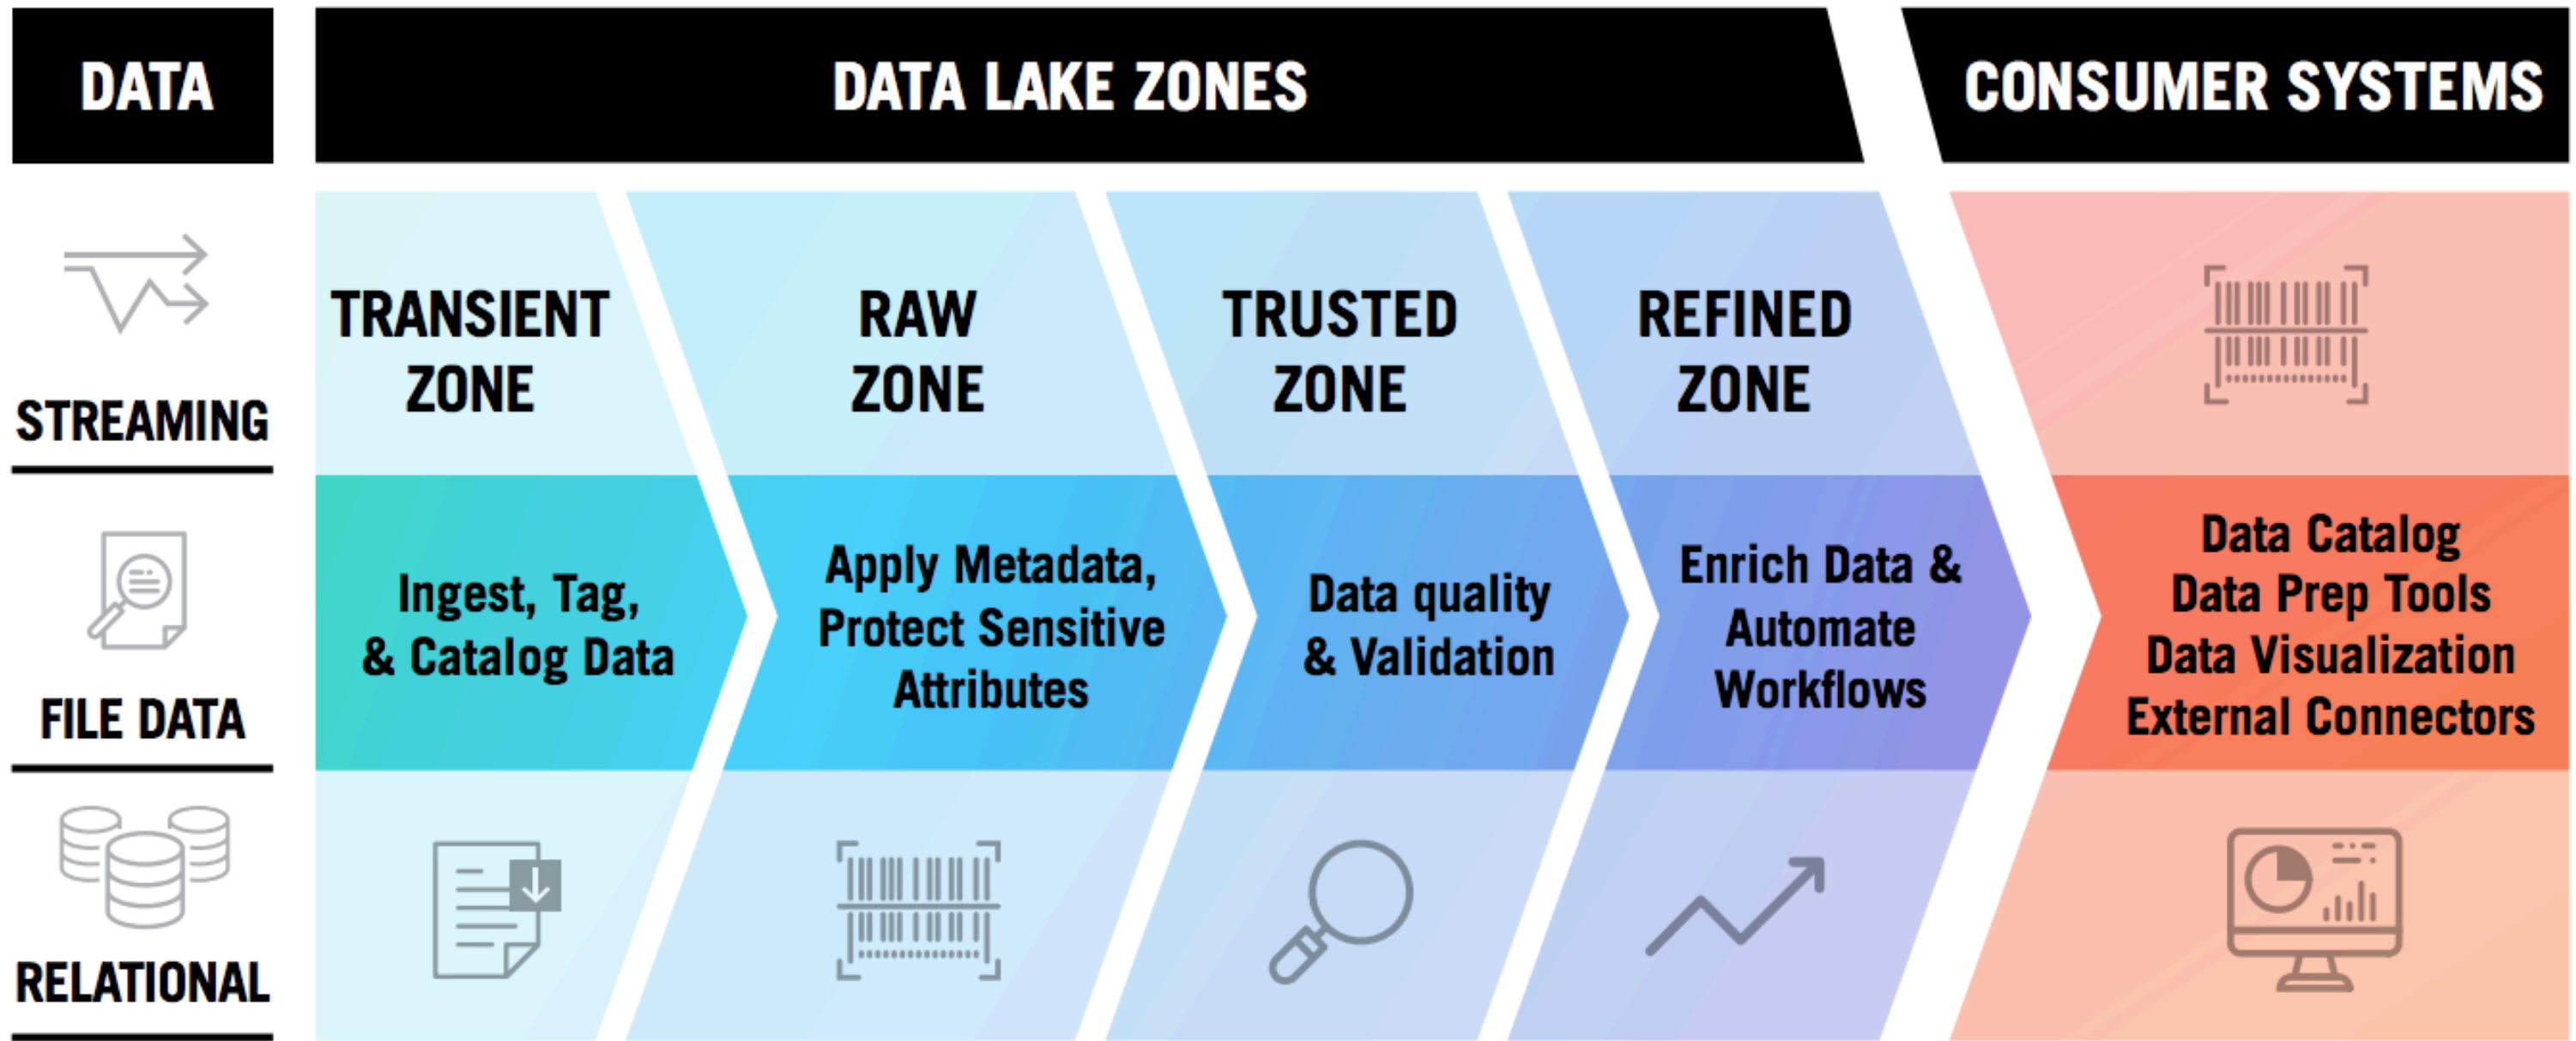 DATA
DATA LAKE ZONES
CONSUMER SYSTEMS
STREAMING
FILE DATA
RELATIONAL
TRANSIENT
ZONE
Ingest, Tag,
& Catalog Data
RAW
ZONE
Apply Metadata,
Protect Sensitive
Attributes
TRUSTED
ZONE
Data quality
& Validation
REFINED
ZONE
Enrich Data &
Automate
Workflows
Data Catalog
Data Prep Tools
Data Visualization
External Connectors